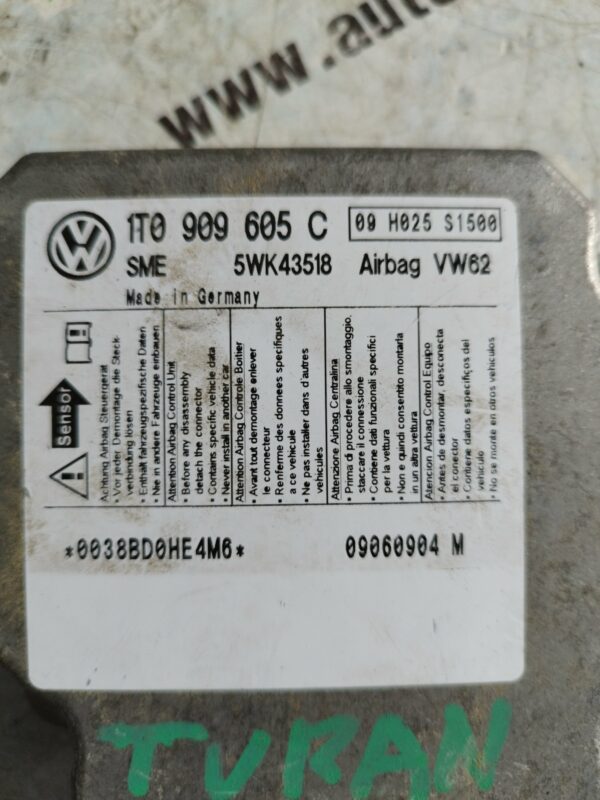 www.auto
1T0 909 605 C
09 H025 S1500
SME 5WK43518 Airbag VW62
Made in Germany
Sensor
Achtung Airbag Steuergerät
• Vor jeder Demontage die Steck-
verbindung lösen
• Enthält fahrzeugspezifische Daten
• Nie in andere Fahrzeuge einbauen
Attention Airbag Control Unit
• Before any disassembly
detach the connector
• Contains specific vehicle data
• Never install in another car
Attention Airbag Controle Boitier
• Avant tout demontage enlever
le connecteur
• Renferme des donnees specifiques
a ce vehicule
• Ne pas installer dans d'autres
vehicules
Attenzione Airbag Centralina
• Prima di procedere allo smontaggio,
staccare il connessione
• Contiene dati funzionali specifici
per la vettura
• Non e quindi consentito montarla
in un altra vettura
Atencion Airbag Control Equipo
• Antes de desmontar, desconecta
el conector
• Contiene datos específicos del
vehiculo
• No se monte en otros vehiculos
*0038BD0HE4M6* 09060904 M
TURAN